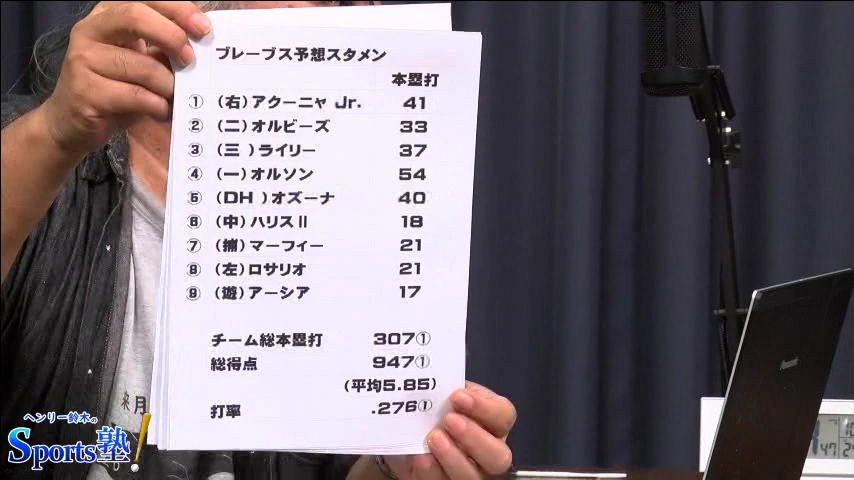 ブレーブス予想スタメン
本塁打
① (右)アクーニャ Jr. 41
② (二)オルビーズ 33
③ (三 )ライリー 37
④ (一)オルソン 54
⑤ (DH )オズーナ 40
⑥ (中)ハリスⅡ 18
⑦ (捕)マーフィー 21
⑧ (左)ロサリオ 21
⑨ (遊)アーシア 17
チーム総本塁打 307①
総得点 947①
(平均5.85)
打率 .276①
月
ヘンリー鈴木の
Sports塾!
Panasonic
47